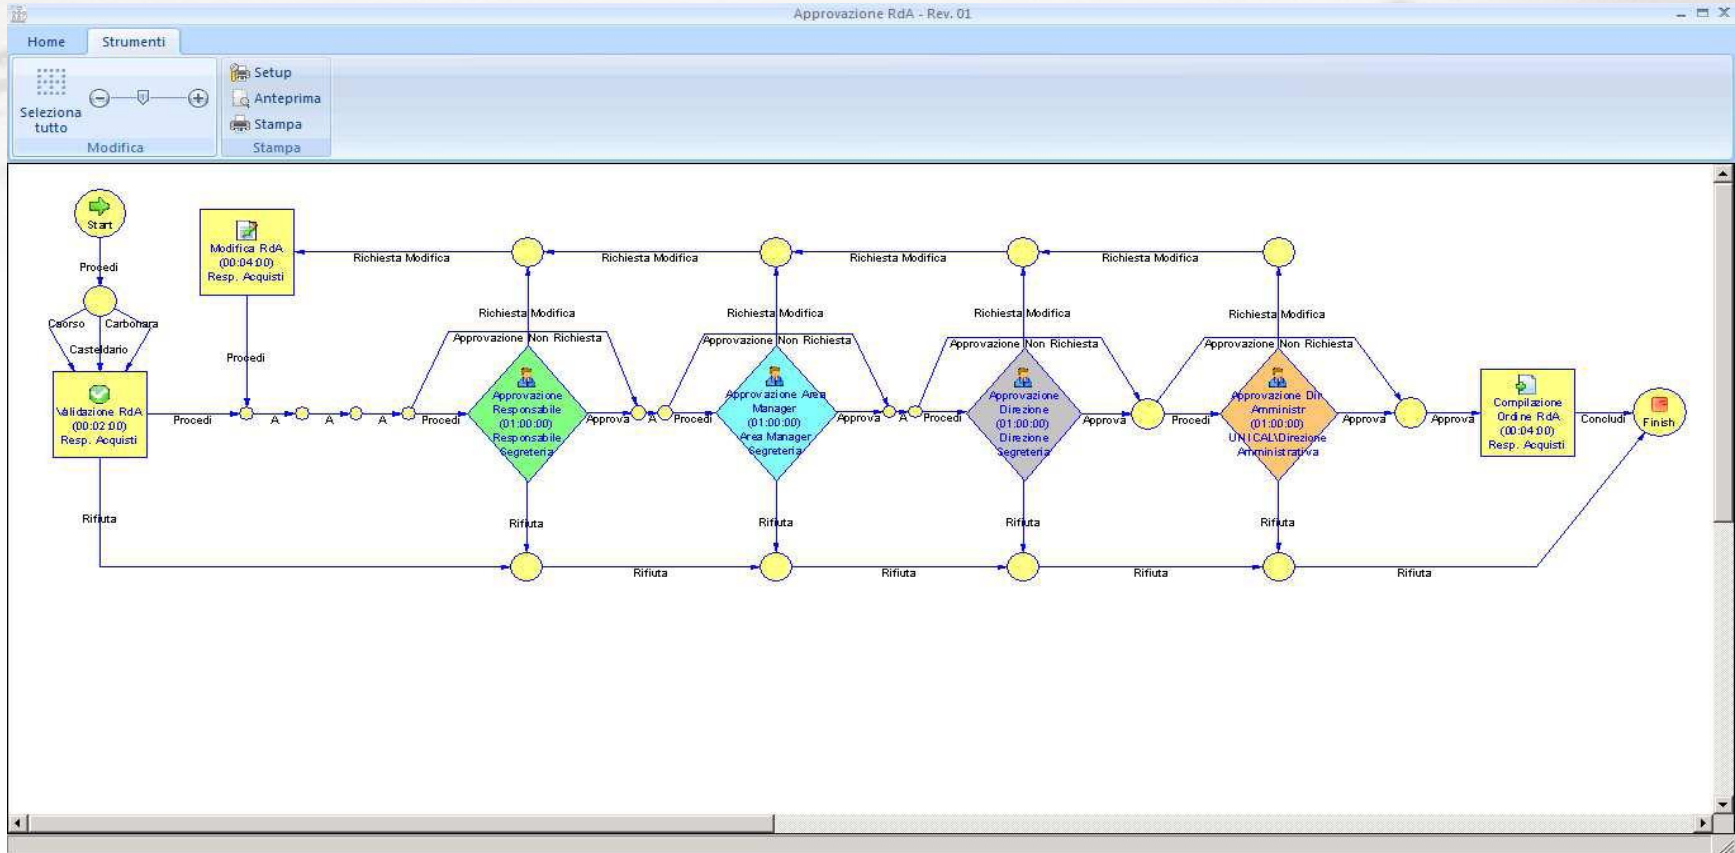 Approvazione RdA - Rev. 01
Home
Strumenti
Seleziona
tutto
Modifica
Setup
Anteprima
Stampa
Stampa
Start
Procedi
Caorso
Carbonara
Casteldario
Validazione RdA
(00:02:00)
Resp. Acquisti
Procedi
Rifiuta
Modifica RdA
(00:04:00)
Resp. Acquisti
Procedi
A
A
A
Procedi
Richiesta Modifica
Richiesta Modifica
Richiesta Modifica
Richiesta Modifica
Richiesta Modifica
Richiesta Modifica
Richiesta Modifica
Richiesta Modifica
Approvazione Non Richiesta
Approvazione Non Richiesta
Approvazione Non Richiesta
Approvazione Non Richiesta
Approvazione
Responsabile
(01:00:00)
Responsabile
Segreteria
Approva
A
Procedi
Approvazione Area
Manager
(01:00:00)
Area Manager
Segreteria
Approva
A
Procedi
Approvazione
Direzione
(01:00:00)
Direzione
Segreteria
Approva
Procedi
Approvazione Dir
Amministr
(01:00:00)
UNICAL\Direzione
Amministrativa
Approva
Approva
Compilazione
Ordine RdA
(00:04:00)
Resp. Acquisti
Concludi
Finish
Rifiuta
Rifiuta
Rifiuta
Rifiuta
Rifiuta
Rifiuta
Rifiuta
Rifiuta